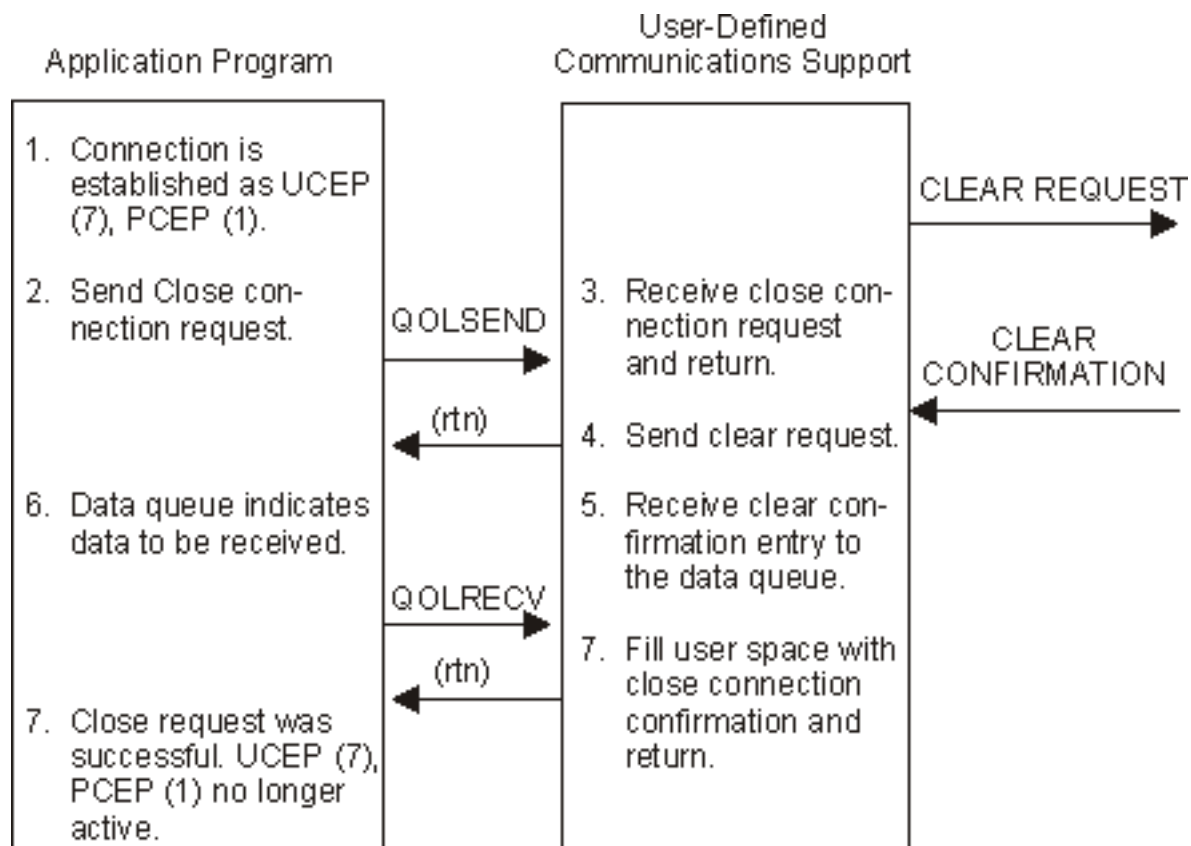 Application Program
User-Defined
Communications Support
1. Connection is
established as UCEP
(7), PCEP (1).
2. Send Close con-
nection request.
QOLSEND
(rtn)
6. Data queue indicates
data to be received.
QOLRECV
(rtn)
7. Close request was
successful. UCEP (7),
PCEP (1) no longer
active.
3. Receive close con-
nection request
and return.
4. Send clear request.
5. Receive clear con-
firmation entry to
the data queue.
7. Fill user space with
close connection
confirmation and
return.
CLEAR REQUEST
CLEAR
CONFIRMATION